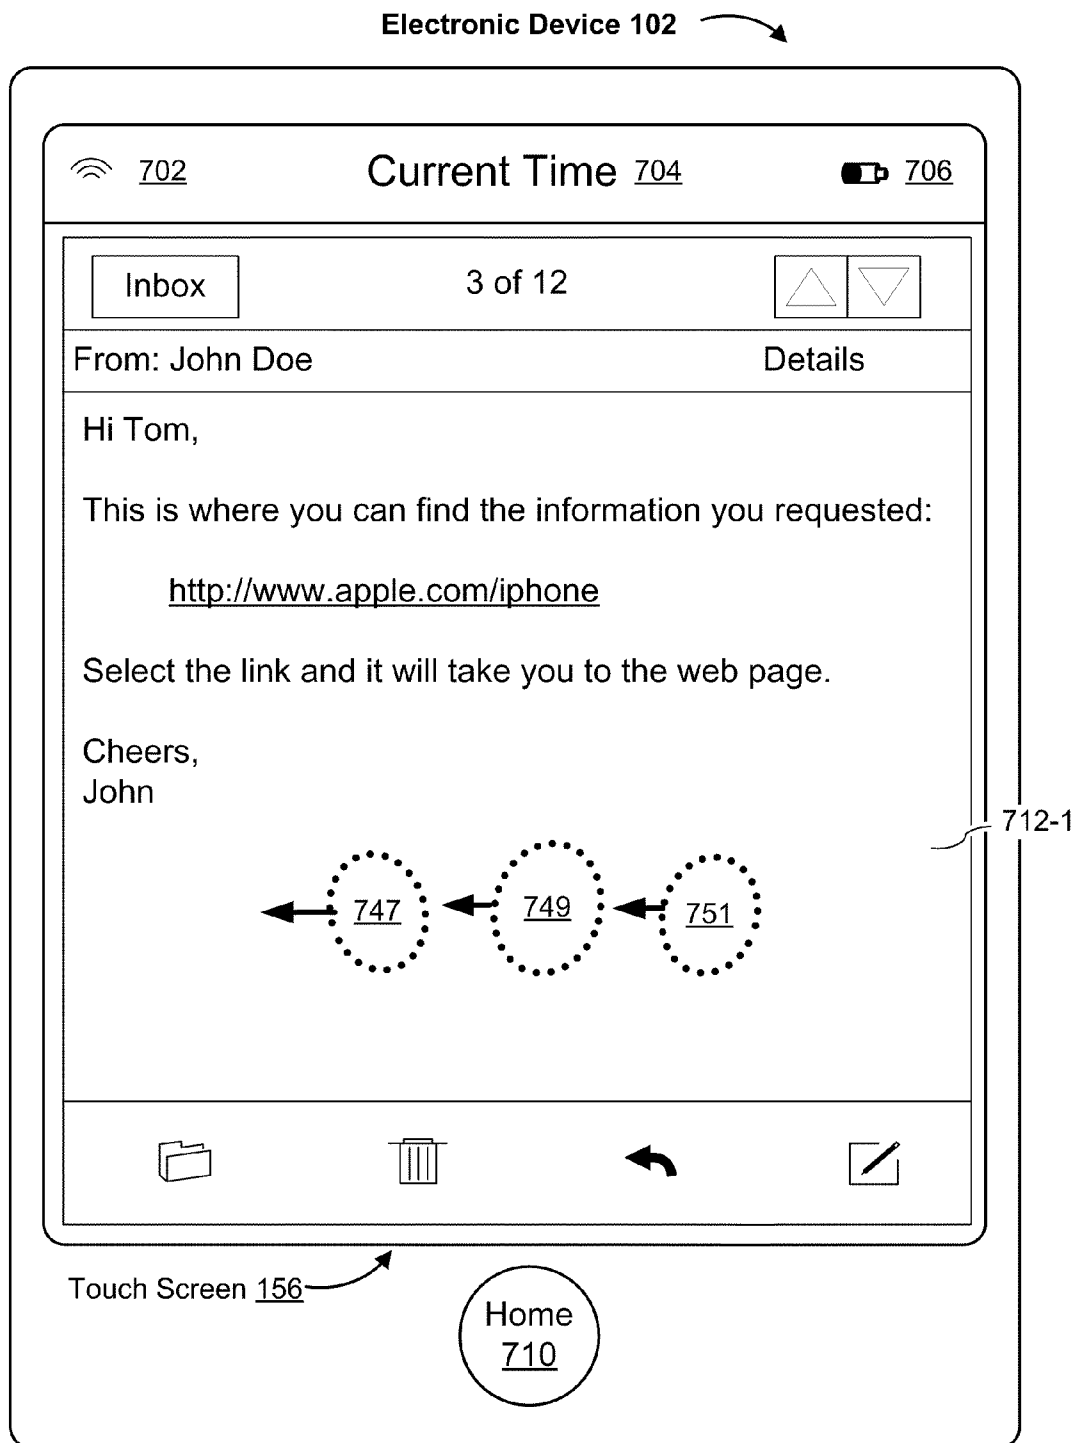 Electronic Device 102
702 Current Time 704 706
Inbox 3 of 12
From: John Doe Details
Hi Tom,
This is where you can find the information you requested:
http://www.apple.com/iphone
Select the link and it will take you to the web page.
Cheers,
John
712-1
747 749 751
Touch Screen 156
Home
710